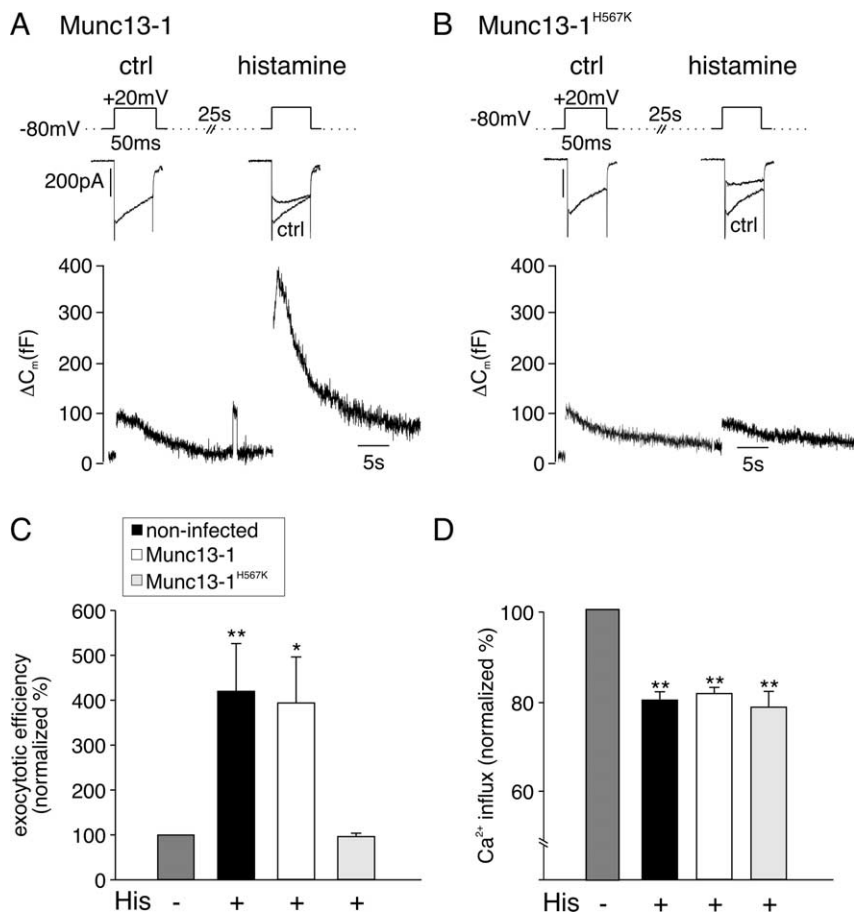 A Munc13-1
ctrl histamine
+20mV 25s
-80mV
50ms
200pA
ctrl
400
300
200
100
0
ΔCm(fF)
5s
B Munc13-1H567K
ctrl histamine
+20mV 25s
-80mV
50ms
ctrl
400
300
200
100
0
ΔCm(fF)
5s
C
non-infected
Munc13-1
Munc13-1H567K
600
500
400
300
200
100
0
exocytotic efficiency
(normalized %)
** *
His - + + +
D
100
80
60
Ca2+ influx (normalized %)
** ** **
His - + + +